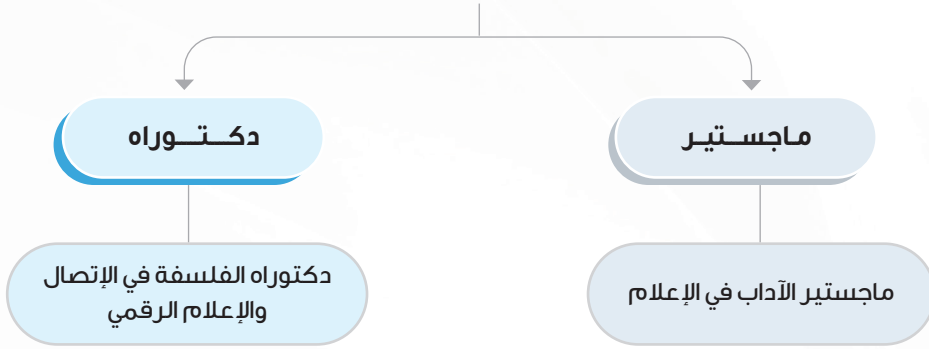 ماجستير
دكتوراه
ماجستير الآداب في الإعلام
دكتوراه الفلسفة في الإتصال
والإعلام الرقمي